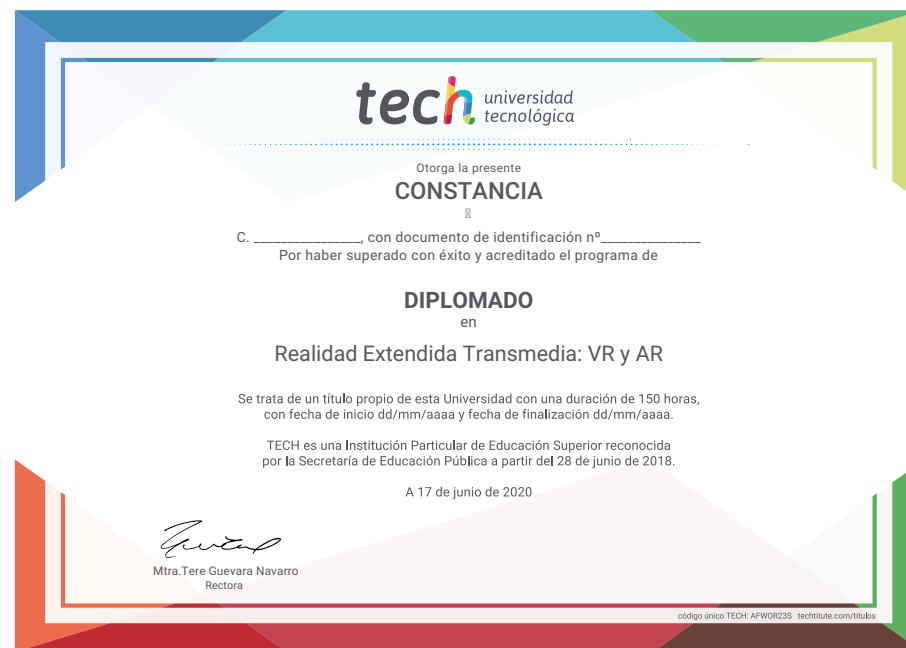 tech universidad
tecnológica
Otorga la presente
CONSTANCIA
C. ________________, con documento de identificación nº_______________
Por haber superado con éxito y acreditado el programa de
DIPLOMADO
en
Realidad Extendida Transmedia: VR y AR
Se trata de un título propio de esta Universidad con una duración de 150 horas,
con fecha de inicio dd/mm/aaaa y fecha de finalización dd/mm/aaaa.
TECH es una Institución Particular de Educación Superior reconocida
por la Secretaría de Educación Pública a partir del 28 de junio de 2018.
A 17 de junio de 2020
Mtra.Tere Guevara Navarro
Rectora
código único TECH: AFWOR23S techtitute.com/titulos